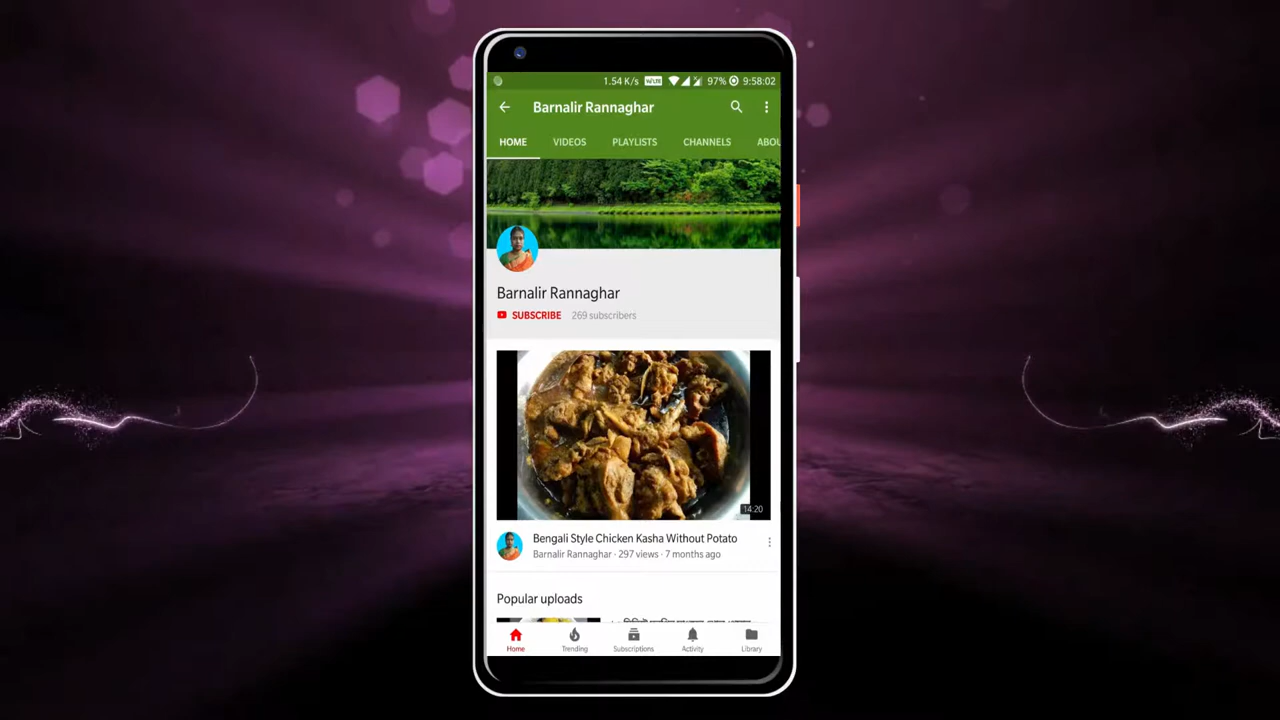 1.54 K/s VoLTE 97% 9:58:02
Barnalir Rannaghar
HOME VIDEOS PLAYLISTS CHANNELS ABOU
Barnalir Rannaghar
SUBSCRIBE 269 subscribers
14:20
Bengali Style Chicken Kasha Without Potato
Barnalir Rannaghar · 297 views · 7 months ago
Popular uploads
Home Trending Subscriptions Activity Library